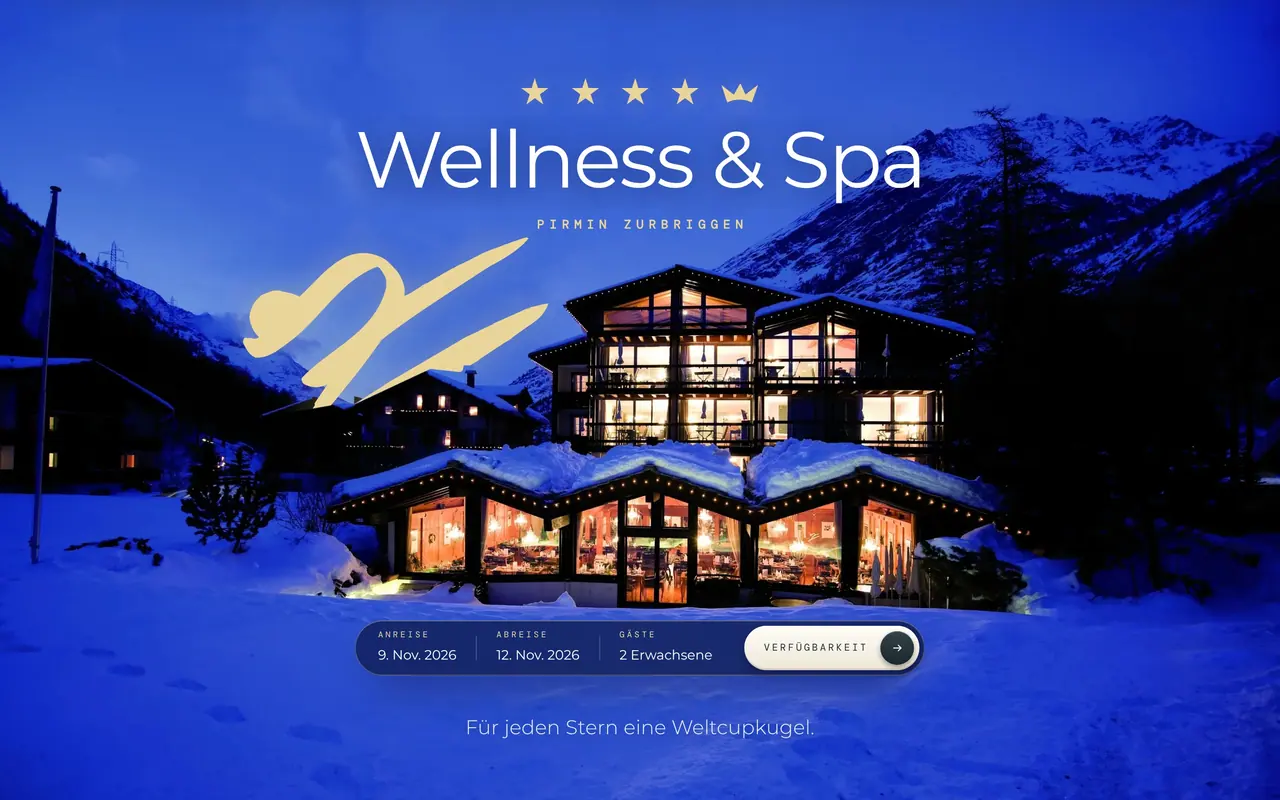 Wellness & Spa
PIRMIN ZURBRIGGEN
ANREISE
9. Nov. 2026
ABREISE
12. Nov. 2026
GÄSTE
2 Erwachsene
VERFÜGBARKEIT
Für jeden Stern eine Weltcupkugel.